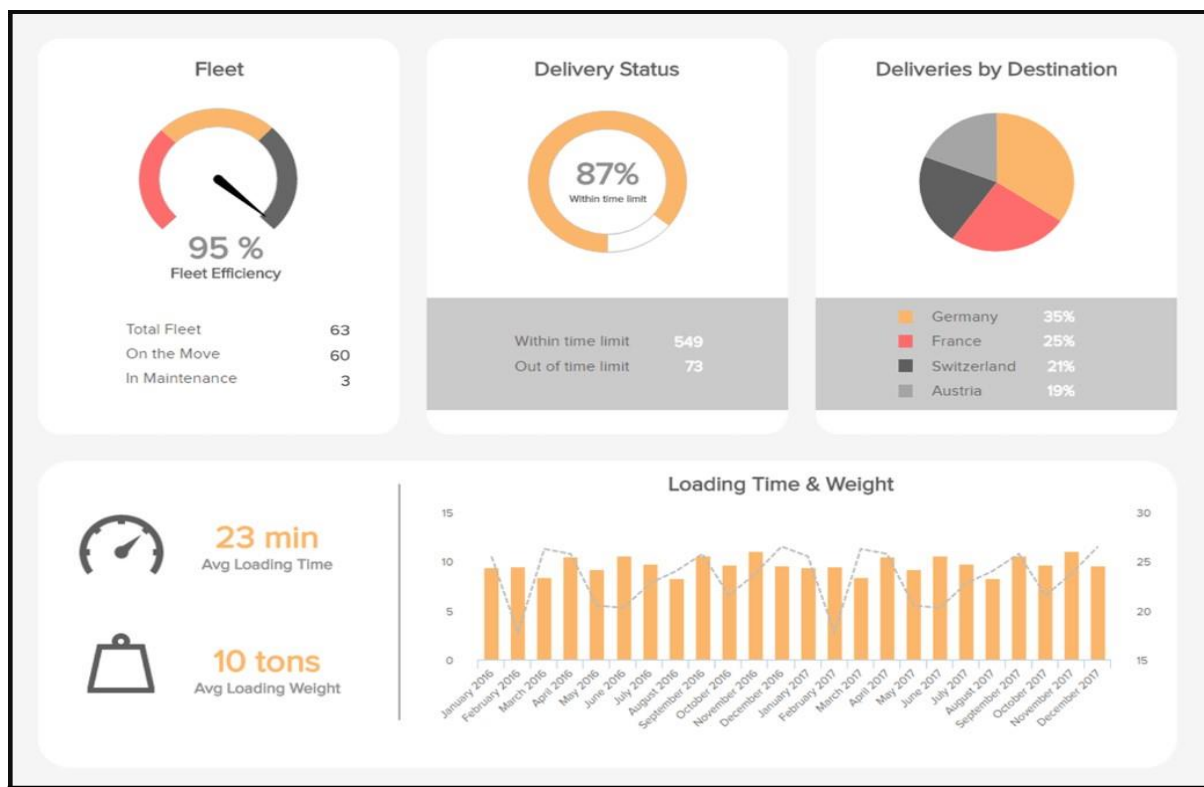 Fleet
95 %
Fleet Efficiency
Total Fleet 63
On the Move 60
In Maintenance 3
Delivery Status
87%
Within time limit
Within time limit 549
Out of time limit 73
Deliveries by Destination
Germany 35%
France 25%
Switzerland 21%
Austria 19%
23 min
Avg Loading Time
10 tons
Avg Loading Weight
Loading Time & Weight
15
10
5
0
30
25
20
15
January 2016
February 2016
March 2016
April 2016
May 2016
June 2016
July 2016
August 2016
September 2016
October 2016
November 2016
December 2016
January 2017
February 2017
March 2017
April 2017
May 2017
June 2017
July 2017
August 2017
September 2017
October 2017
November 2017
December 2017